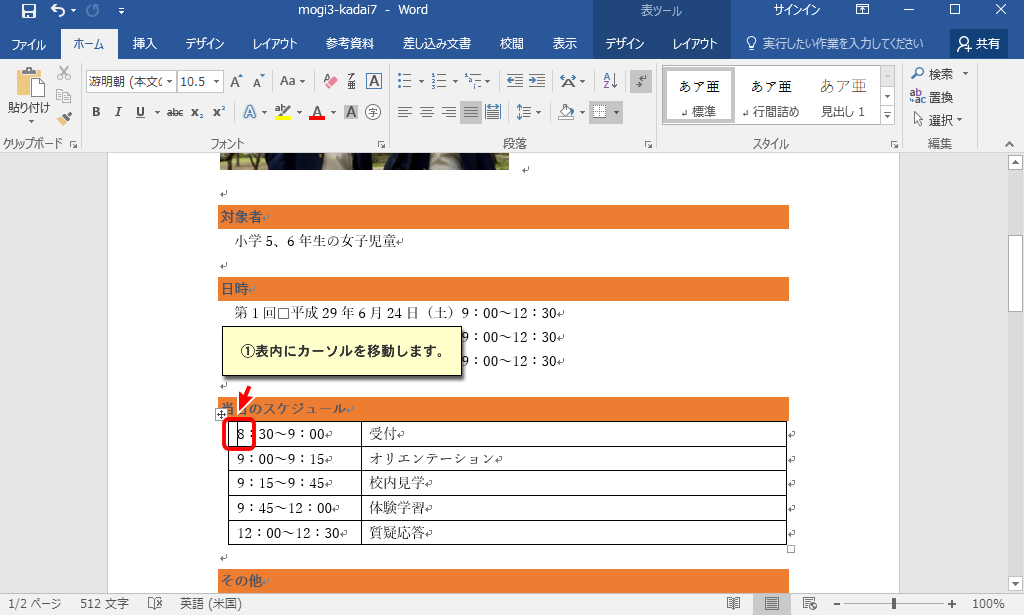 mogi3-kadai7 - Word
表ツール
サインイン
ファイル
ホーム
挿入
デザイン
レイアウト
参考資料
差し込み文書
校閲
表示
デザイン
レイアウト
実行したい作業を入力してください
共有
貼り付け
游明朝 (本文
10.5
Aa
B I U abc x₂ x²
クリップボード
フォント
段落
あア亜
標準
あア亜
行間詰め
あア亜
見出し 1
スタイル
検索
置換
選択
編集
対象者
小学 5、6 年生の女子児童
日時
第 1 回□平成 29 年 6 月 24 日（土）9：00～12：30
9：00～12：30
9：00～12：30
①表内にカーソルを移動します。
当日のスケジュール
8：30～9：00 受付
9：00～9：15 オリエンテーション
9：15～9：45 校内見学
9：45～12：00 体験学習
12：00～12：30 質疑応答
その他
1/2 ページ 512 文字 英語 (米国)
100%